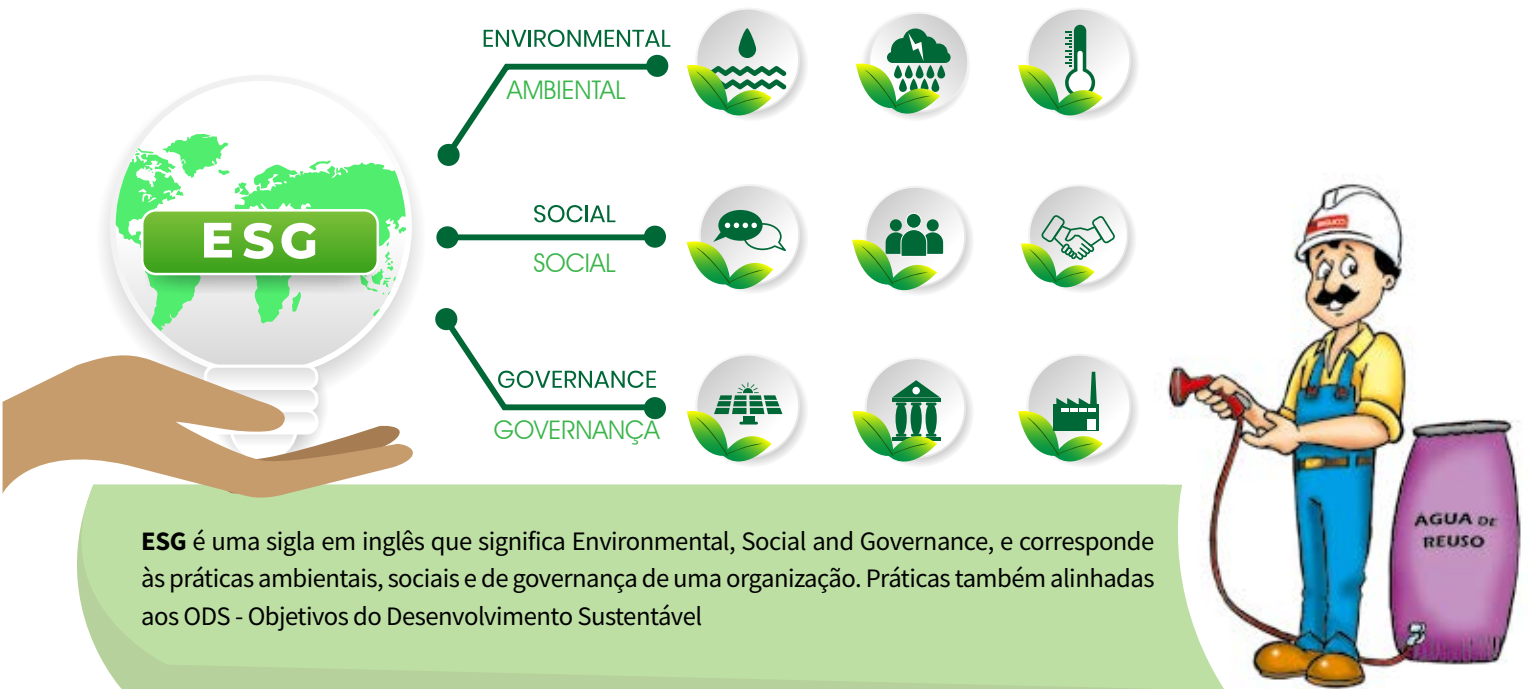 ENVIRONMENTAL
AMBIENTAL
ESG
SOCIAL
SOCIAL
GOVERNANCE
GOVERNANÇA
ÁGUA DE
REUSO
ESG é uma sigla em inglês que significa Environmental, Social and Governance, e corresponde
às práticas ambientais, sociais e de governança de uma organização. Práticas também alinhadas
aos ODS - Objetivos do Desenvolvimento Sustentável